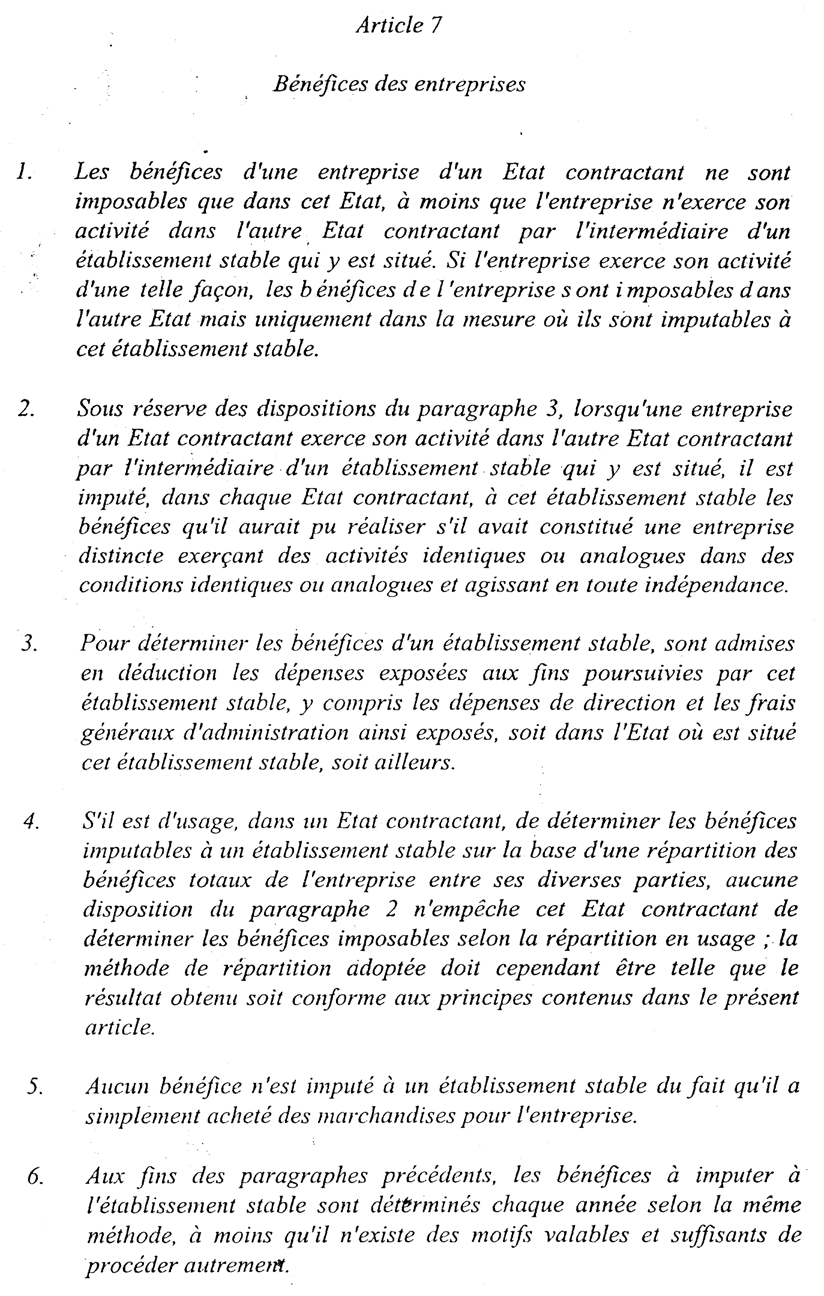 Article 7
Bénéfices des entreprises
1. Les bénéfices d'une entreprise d'un Etat contractant ne sont
imposables que dans cet Etat, à moins que l'entreprise n'exerce son
activité dans l'autre Etat contractant par l'intermédiaire d'un
établissement stable qui y est situé. Si l'entreprise exerce son activité
d'une telle façon, les bénéfices de l'entreprise sont imposables dans
l'autre Etat mais uniquement dans la mesure où ils sont imputables à
cet établissement stable.
2. Sous réserve des dispositions du paragraphe 3, lorsqu'une entreprise
d'un Etat contractant exerce son activité dans l'autre Etat contractant
par l'intermédiaire d'un établissement stable qui y est situé, il est
imputé, dans chaque Etat contractant, à cet établissement stable les
bénéfices qu'il aurait pu réaliser s'il avait constitué une entreprise
distincte exerçant des activités identiques ou analogues dans des
conditions identiques ou analogues et agissant en toute indépendance.
3. Pour déterminer les bénéfices d'un établissement stable, sont admises
en déduction les dépenses exposées aux fins poursuivies par cet
établissement stable, y compris les dépenses de direction et les frais
généraux d'administration ainsi exposés, soit dans l'Etat où est situé
cet établissement stable, soit ailleurs.
4. S'il est d'usage, dans un Etat contractant, de déterminer les bénéfices
imputables à un établissement stable sur la base d'une répartition des
bénéfices totaux de l'entreprise entre ses diverses parties, aucune
disposition du paragraphe 2 n'empêche cet Etat contractant de
déterminer les bénéfices imposables selon la répartition en usage ; la
méthode de répartition adoptée doit cependant être telle que le
résultat obtenu soit conforme aux principes contenus dans le présent
article.
5. Aucun bénéfice n'est imputé à un établissement stable du fait qu'il a
simplement acheté des marchandises pour l'entreprise.
6. Aux fins des paragraphes précédents, les bénéfices à imputer à
l'établissement stable sont déterminés chaque année selon la même
méthode, à moins qu'il n'existe des motifs valables et suffisants de
procéder autrement.